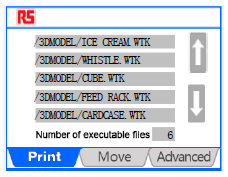 RS
/3DMODEL/ICE CREAM.WTK
/3DMODEL/WHISTLE.WTK
/3DMODEL/CUBE.WTK
/3DMODEL/FEED RACK.WTK
/3DMODEL/CARDCASE.WTK
Number of executable files 6
Print Move Advanced